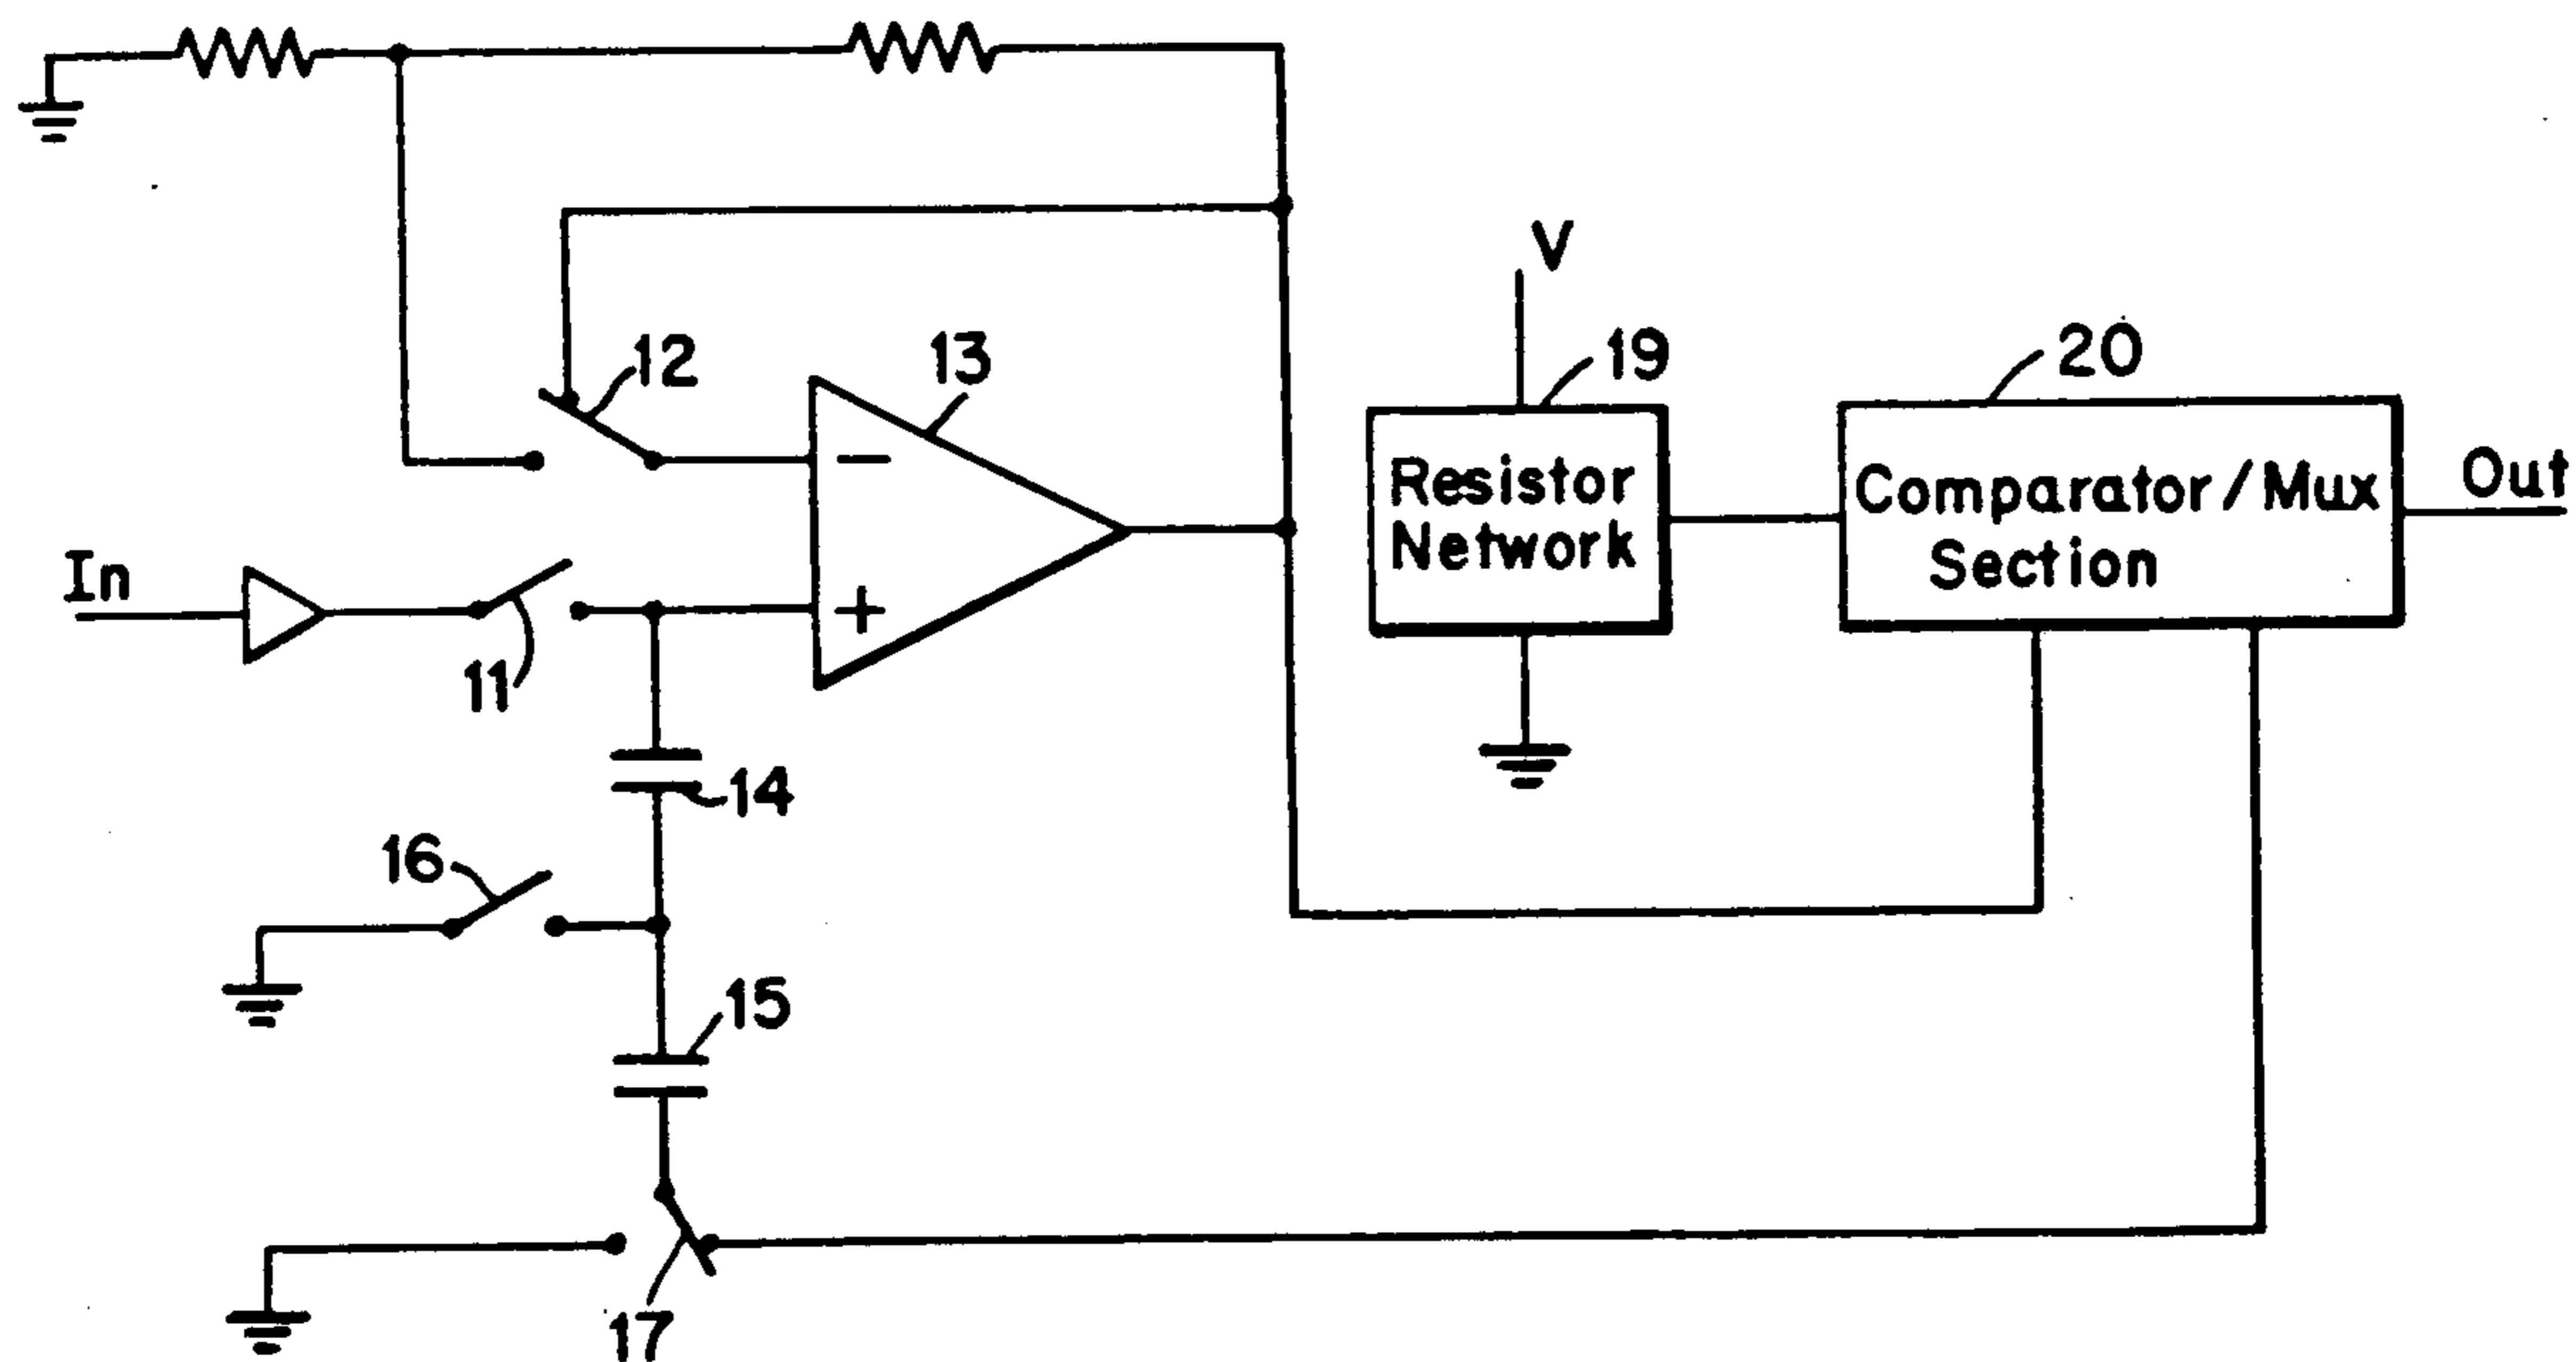 V
12
13
19
20
Resistor
Network
Comparator/Mux
Section
Out
In
−
+
11
14
16
15
17